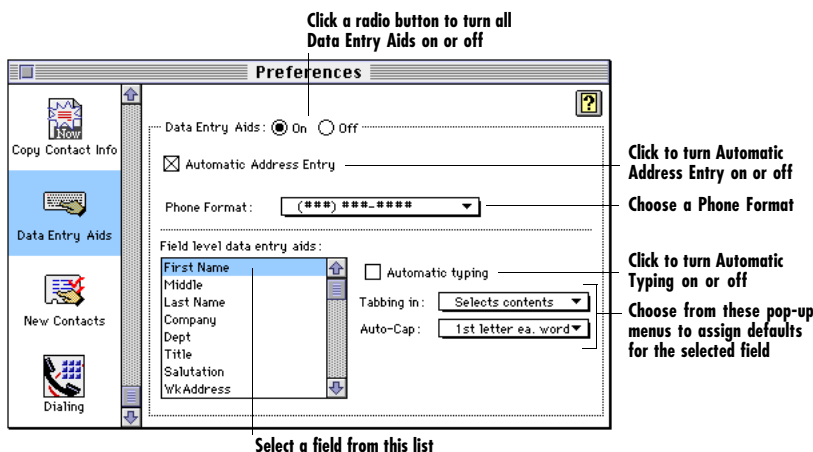 Click a radio button to turn all
Data Entry Aids on or off
Preferences
?
Now
Copy Contact Info
Data Entry Aids
New Contacts
Dialing
Data Entry Aids: On Off
Automatic Address Entry
Click to turn Automatic
Address Entry on or off
Phone Format: (###) ###-####
Choose a Phone Format
Field level data entry aids:
First Name
Middle
Last Name
Company
Dept
Title
Salutation
WkAddress
Automatic typing
Click to turn Automatic
Typing on or off
Tabbing in: Selects contents
Auto-Cap: 1st letter ea. word
Choose from these pop-up
menus to assign defaults
for the selected field
Select a field from this list